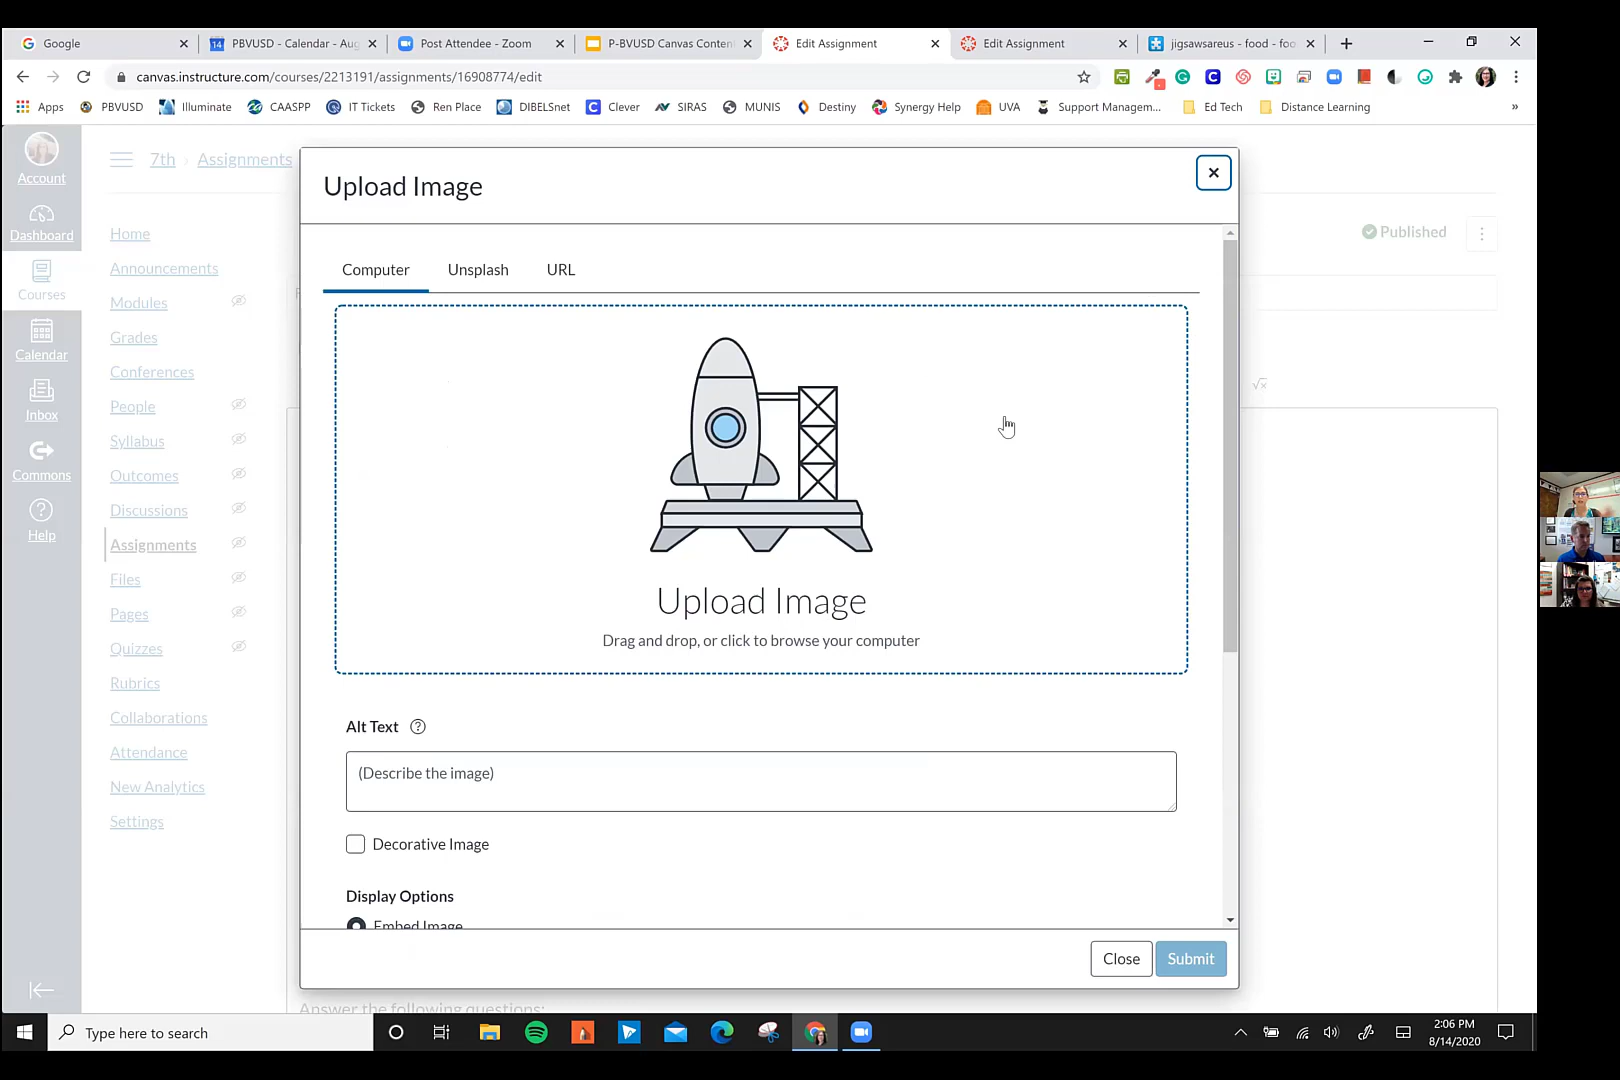 Google
PBVUSD - Calendar - Aug
Post Attendee - Zoom
P-BVUSD Canvas Conten
Edit Assignment
Edit Assignment
jigsawsareus - food - foo
canvas.instructure.com/courses/2213191/assignments/16908774/edit
Apps
PBVUSD
Illuminate
CAASPP
IT Tickets
Ren Place
DIBELSnet
Clever
SIRAS
MUNIS
Destiny
Synergy Help
UVA
Support Managem...
Ed Tech
Distance Learning
»
Account
Dashboard
Courses
Calendar
Inbox
Commons
Help
7th › Assignments
Home
Announcements
Modules
Grades
Conferences
People
Syllabus
Outcomes
Discussions
Assignments
Files
Pages
Quizzes
Rubrics
Collaborations
Attendance
New Analytics
Settings
Published
Upload Image
Computer
Unsplash
URL
Upload Image
Drag and drop, or click to browse your computer
Alt Text
(Describe the image)
Decorative Image
Display Options
Embed Image
Close
Submit
Answer the following questions:
Type here to search
2:06 PM
8/14/2020